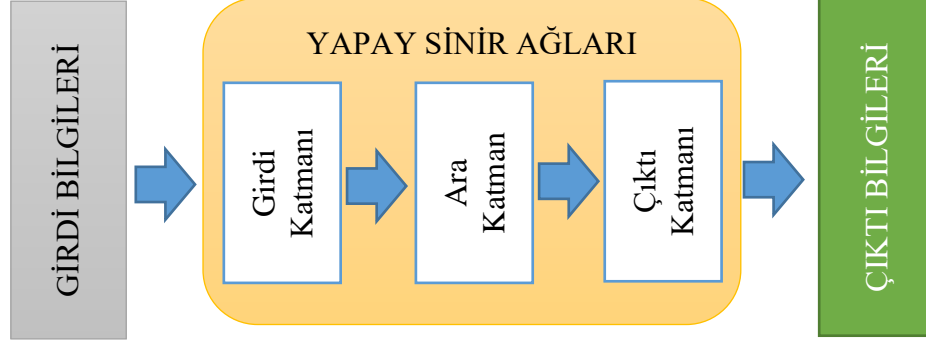 GİRDİ BİLGİLERİ
YAPAY SİNİR AĞLARI
Girdi
Katmanı
Ara
Katman
Çıktı
Katmanı
ÇIKTI BİLGİLERİ